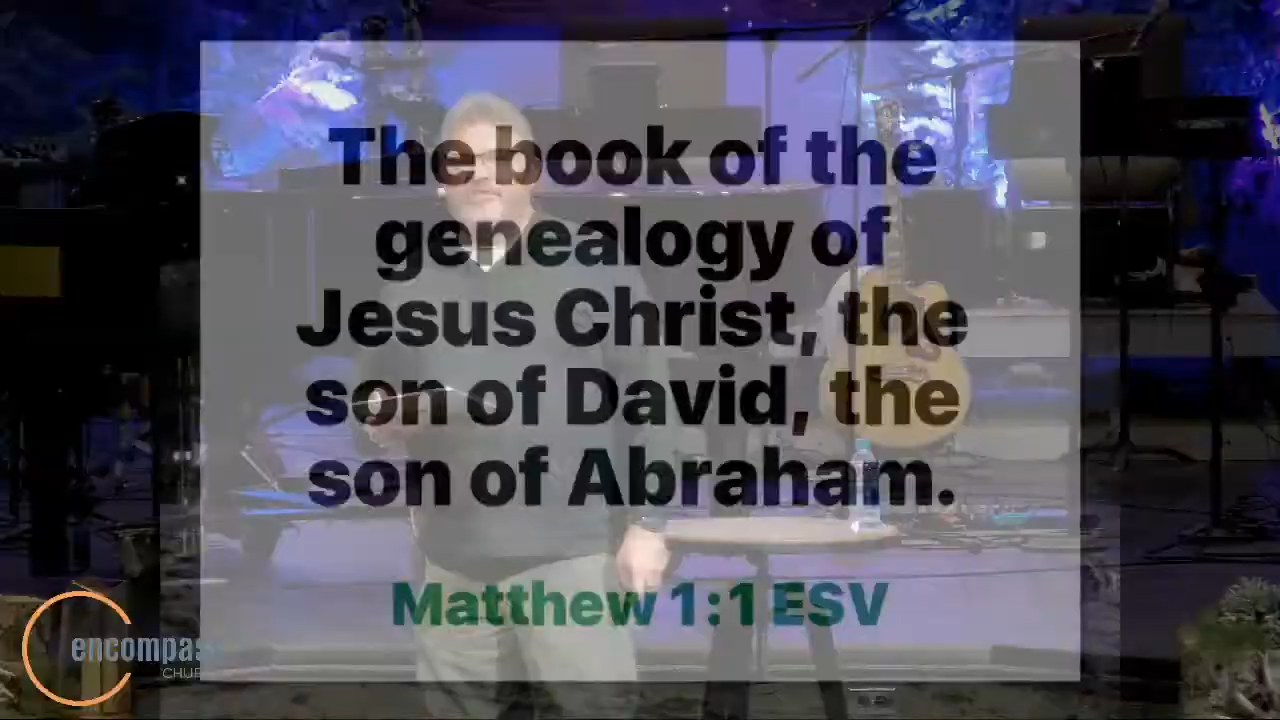 The book of the
genealogy of
Jesus Christ, the
son of David, the
son of Abraham.
Matthew 1:1 ESV
encompass